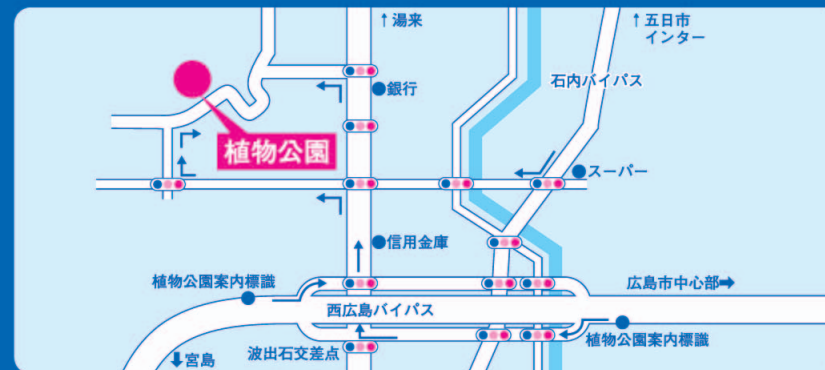 ↑湯来
↑五日市
インター
石内バイパス
銀行
植物公園
スーパー
信用金庫
植物公園案内標識
広島市中心部➡
西広島バイパス
植物公園案内標識
波出石交差点
⬇宮島